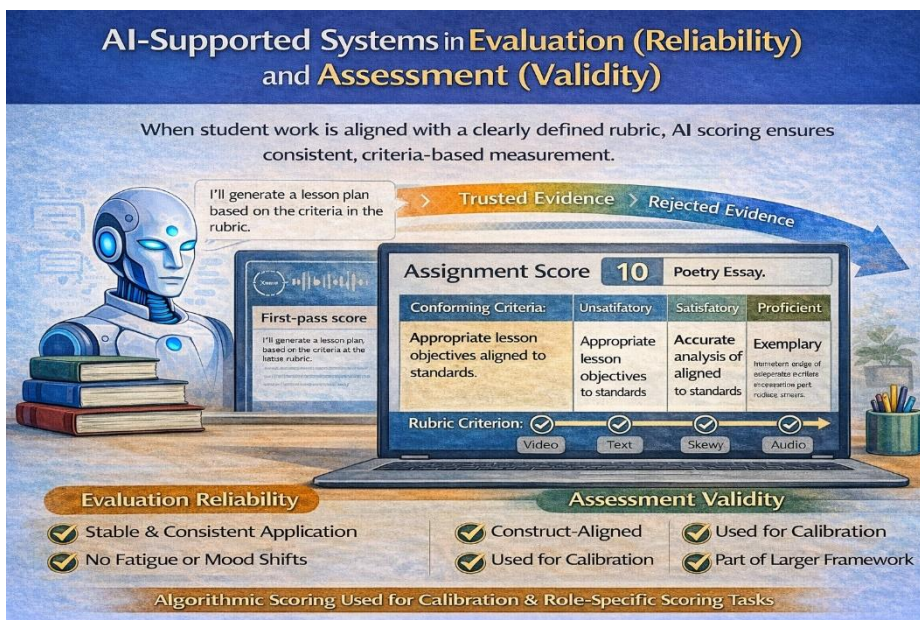 AI-Supported Systems in Evaluation (Reliability)
and Assessment (Validity)
When student work is aligned with a clearly defined rubric, AI scoring ensures
consistent, criteria-based measurement.
I'll generate a lesson plan
based on the criteria in the
rubric.
Trusted Evidence
Rejected Evidence
First-pass score
I'll generate a lesson plan,
based on the criteria at the
rubric.
Assignment Score 10 Poetry Essay.
Conforming Criteria: Unsatifatory Satisfatory Proficient
Appropriate lesson
objectives aligned to
standards.
Appropriate
lesson
objectives
to standards
Accurate
analysis of
aligned
to standards
Exemplary
Rubric Criterion:
Video Text Skewy Audio
Evaluation Reliability
Stable & Consistent Application
No Fatigue or Mood Shifts
Assessment Validity
Construct-Aligned
Used for Calibration
Used for Calibration
Part of Larger Framework
Algorithmic Scoring Used for Calibration & Role-Specific Scoring Tasks